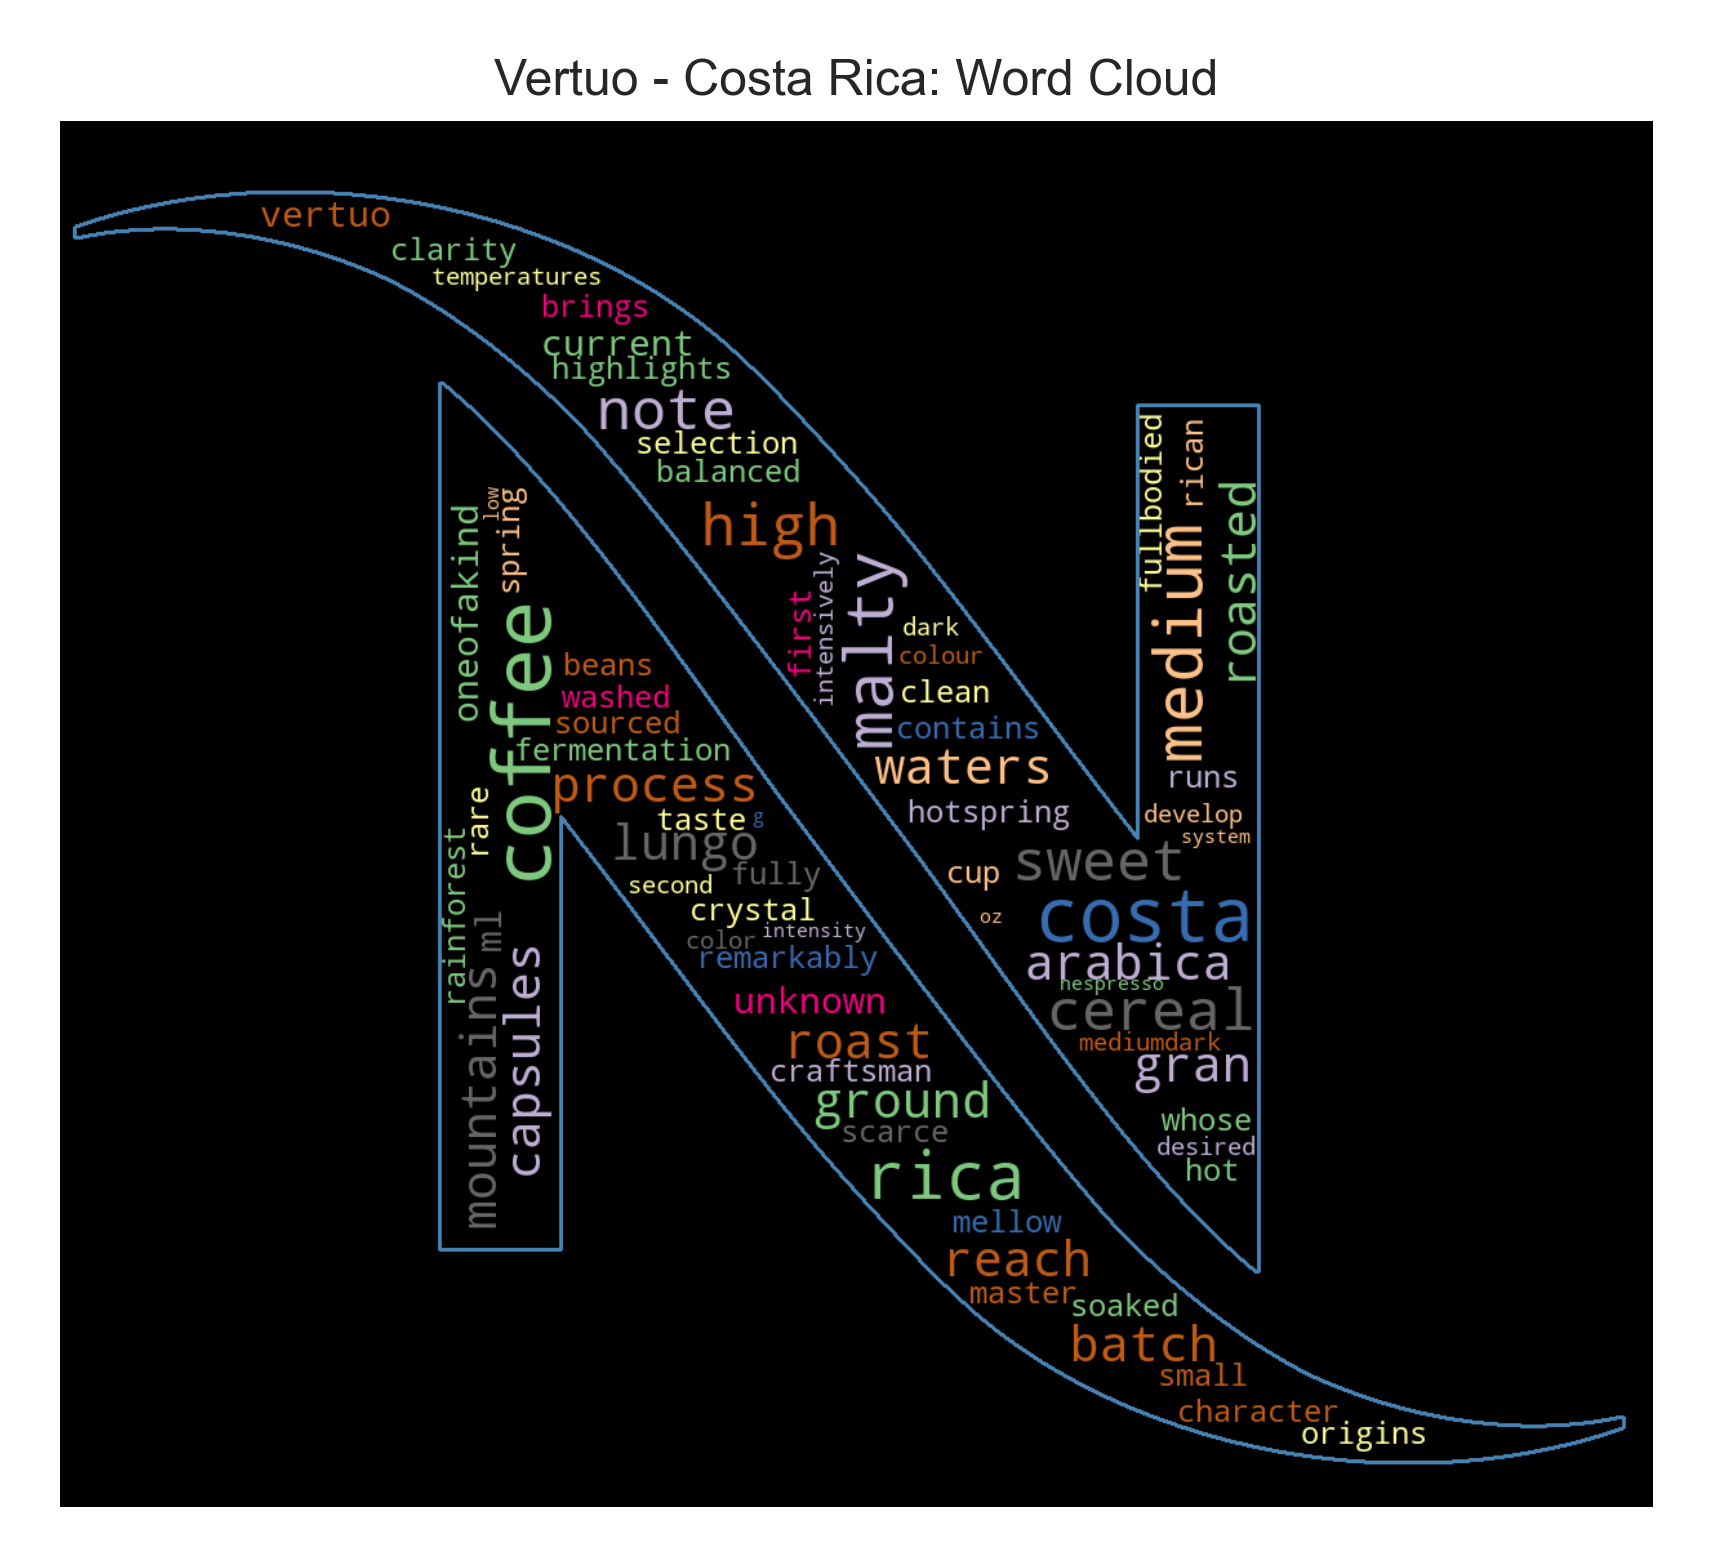 Vertuo - Costa Rica: Word Cloud
vertuo
clarity
temperatures
brings
current
highlights
note
selection
balanced
high
first
intensively
malty
dark
colour
clean
contains
waters
hotspring
fullbodied
rican
medium
roasted
runs
develop
system
sweet
cup
costa
oz
arabica
nespresso
cereal
mediumdark
gran
whose
desired
hot
oneofakind
low
spring
coffee
beans
washed
sourced
fermentation
process
rare
rainforest
ml
mountains
capsules
taste
g
lungo
fully
second
crystal
intensity
color
remarkably
unknown
roast
craftsman
ground
scarce
rica
mellow
reach
master
soaked
batch
small
character
origins